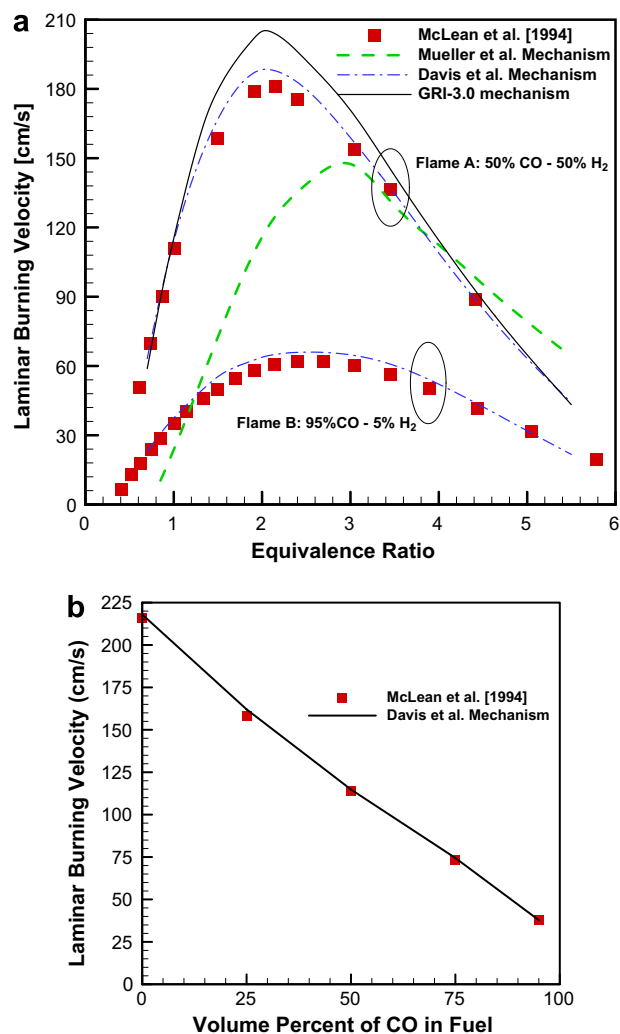 a
210
180
150
120
90
60
30
0
Laminar Burning Velocity [cm/s]
McLean et al. [1994]
Mueller et al. Mechanism
Davis et al. Mechanism
GRI-3.0 mechanism
Flame A: 50% CO - 50% H₂
Flame B: 95%CO - 5% H₂
0 1 2 3 4 5 6
Equivalence Ratio
b
225
200
175
150
125
100
75
50
25
0
Laminar Burning Velocity (cm/s)
McLean et al. [1994]
Davis et al. Mechanism
0 25 50 75 100
Volume Percent of CO in Fuel